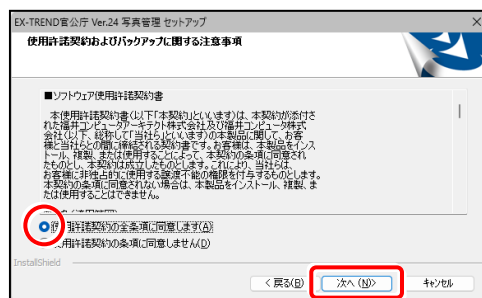 EX-TREND官公庁 Ver.24 写真管理 セットアップ
使用許諾契約およびバックアップに関する注意事項
■ソフトウェア使用許諾契約書
本使用許諾契約書(以下「本契約」といいます)は、本契約が添付さ
れた福井コンピュータアーキテクト株式会社及び福井コンピュータ株式
会社(以下、総称して「当社ら」といいます)の本製品に関して、お客
様と当社らとの間に締結される契約書です。お客様は、本製品をインス
トール、複製、または使用することによって、本契約の条項に同意され
たものとし、本契約は成立したものとします。これにより、当社らは、
お客様に非独占的に使用する譲渡不能の権限を付与するものとします。
本契約の条項に同意されない場合は、本製品をインストール、複製、ま
たは使用することはできません。
使用許諾契約の全条項に同意します(A)
使用許諾契約の条項に同意しません(D)
InstallShield
< 戻る(B)
次へ (N)>
キャンセル